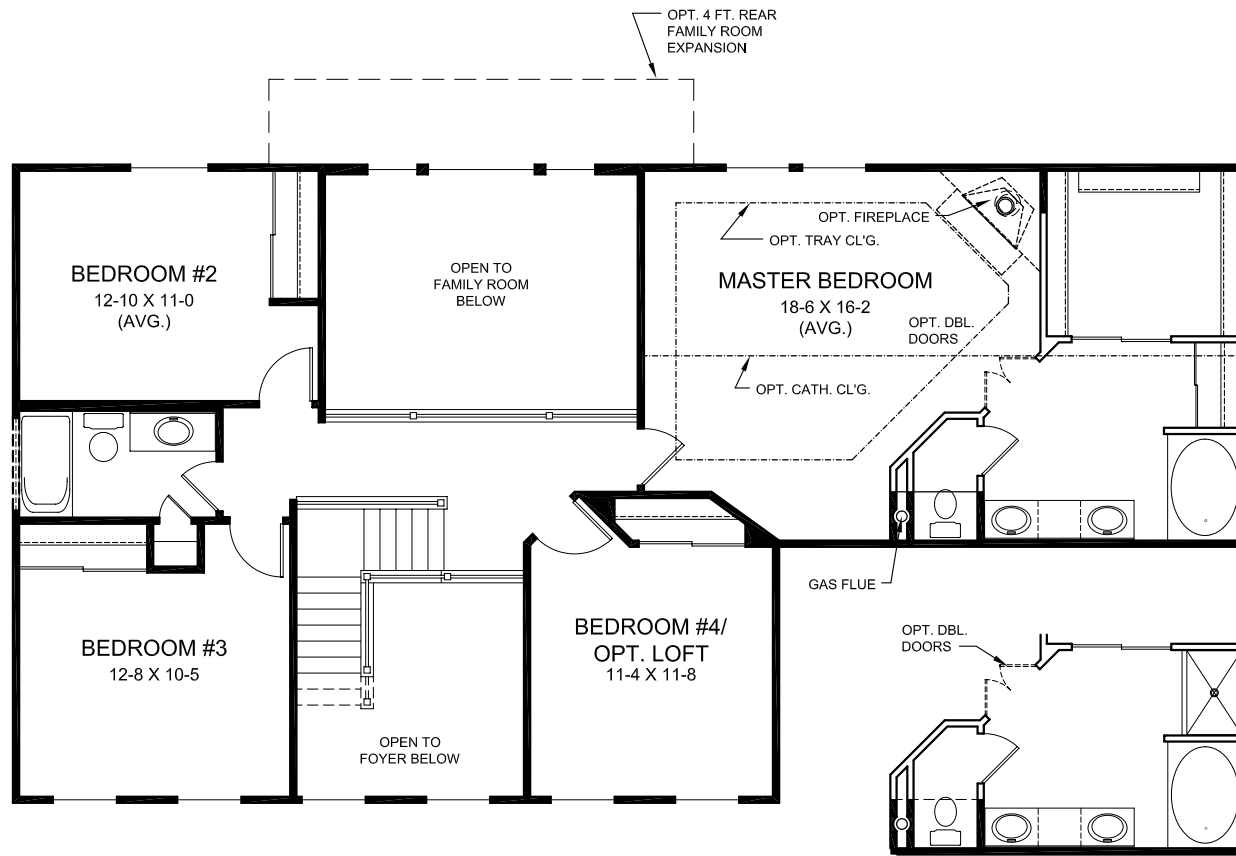 OPT. 4 FT. REAR
FAMILY ROOM
EXPANSION
BEDROOM #2
12-10 X 11-0
(AVG.)
OPEN TO
FAMILY ROOM
BELOW
OPT. FIREPLACE
OPT. TRAY CL'G.
MASTER BEDROOM
18-6 X 16-2
(AVG.)
OPT. DBL.
DOORS
OPT. CATH. CL'G.
GAS FLUE
BEDROOM #3
12-8 X 10-5
OPEN TO
FOYER BELOW
BEDROOM #4/
OPT. LOFT
11-4 X 11-8
OPT. DBL.
DOORS